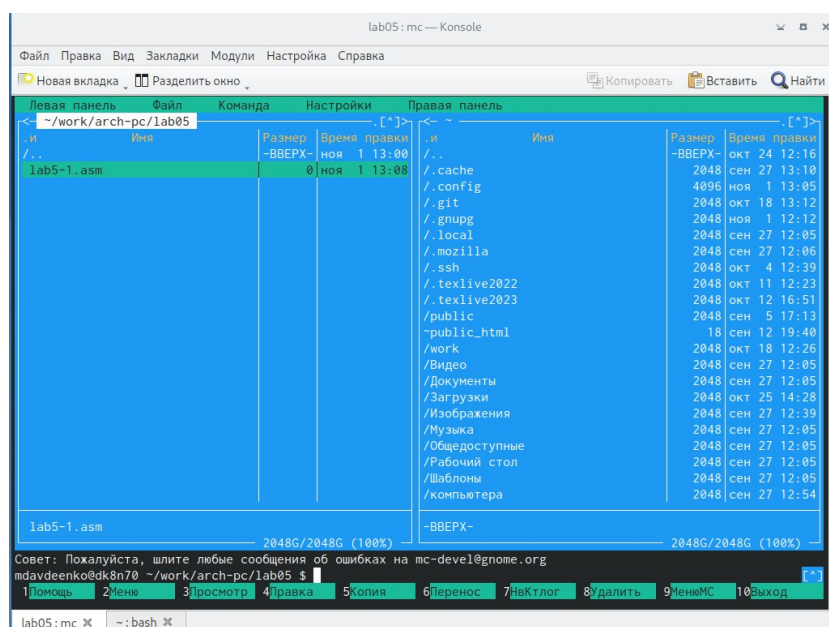 lab05 : mc — Konsole
Файл Правка Вид Закладки Модули Настройка Справка
Новая вкладка Разделить окно Копировать Вставить Найти
Левая панель Файл Команда Настройки Правая панель
<— ~/work/arch-pc/lab05 .[^]>
.и Имя Размер Время правки
/.. -ВВЕРХ- ноя 1 13:00
lab5-1.asm 0 ноя 1 13:08
lab5-1.asm
2048G/2048G (100%)
<— ~ .[^]>
.и Имя Размер Время правки
/.. -ВВЕРХ- окт 24 12:16
/.cache 2048 сен 27 13:10
/.config 4096 ноя 1 13:05
/.git 2048 окт 18 13:12
/.gnupg 2048 ноя 1 12:12
/.local 2048 сен 27 12:05
/.mozilla 2048 сен 27 12:06
/.ssh 2048 окт 4 12:39
/.texlive2022 2048 окт 11 12:23
/.texlive2023 2048 окт 12 16:51
/public 2048 сен 5 17:13
~public_html 18 сен 12 19:40
/work 2048 окт 18 12:26
/Видео 2048 сен 27 12:05
/Документы 2048 сен 27 12:05
/Загрузки 2048 окт 25 14:28
/Изображения 2048 сен 27 12:39
/Музыка 2048 сен 27 12:05
/Общедоступные 2048 сен 27 12:05
/Рабочий стол 2048 сен 27 12:05
/Шаблоны 2048 сен 27 12:05
/компьютера 2048 сен 27 12:54
-ВВЕРХ-
2048G/2048G (100%)
Совет: Пожалуйста, шлите любые сообщения об ошибках на mc-devel@gnome.org
mdavdeenko@dk8n70 ~/work/arch-pc/lab05 $ [^]
1Помощь 2Меню 3Просмотр 4Правка 5Копия 6Перенос 7НвКтлог 8Удалить 9МенюMC 10Выход
lab05 : mc ~ : bash